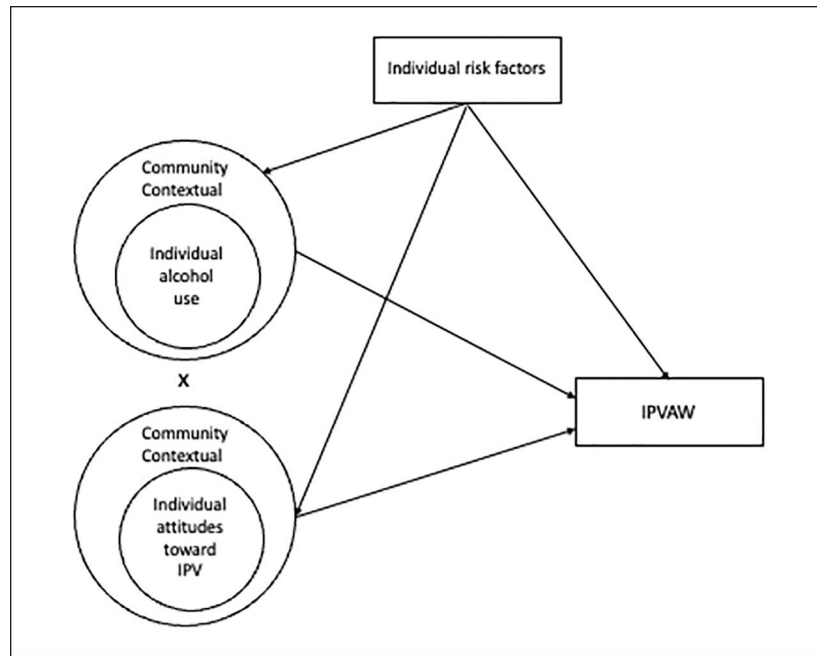 Individual risk factors
Community
Contextual
Individual
alcohol
use
X
IPVAW
Community
Contextual
Individual
attitudes
toward
IPV